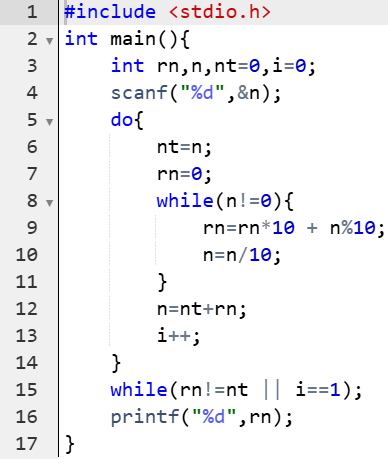 1 #include <stdio.h>
2 int main(){
3     int rn,n,nt=0,i=0;
4     scanf("%d",&n);
5     do{
6         nt=n;
7         rn=0;
8         while(n!=0){
9             rn=rn*10 + n%10;
10             n=n/10;
11         }
12         n=nt+rn;
13         i++;
14     }
15     while(rn!=nt || i==1);
16     printf("%d",rn);
17 }